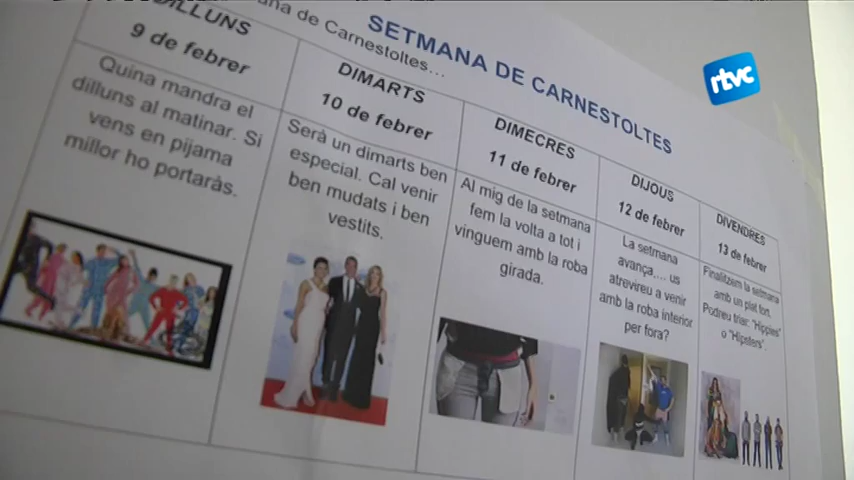 SETMANA DE CARNESTOLTES
de Carnestoltes...
rtvc
DILLUNS
9 de febrer
Quina mandra el
dilluns al matinar. Si
vens en pijama
millor ho portaràs.
DIMARTS
10 de febrer
Serà un dimarts ben
especial. Cal venir
ben mudats i ben
vestits.
DIMECRES
11 de febrer
Al mig de la setmana
fem la volta a tot i
vinguem amb la roba
girada.
DIJOUS
12 de febrer
La setmana
avança,... us
atrevireu a venir
amb la roba interior
per fora?
DIVENDRES
13 de febrer
Finalitzem la setmana
amb un plat fort.
Podreu triar: "Hippies"
o "Hipsters".